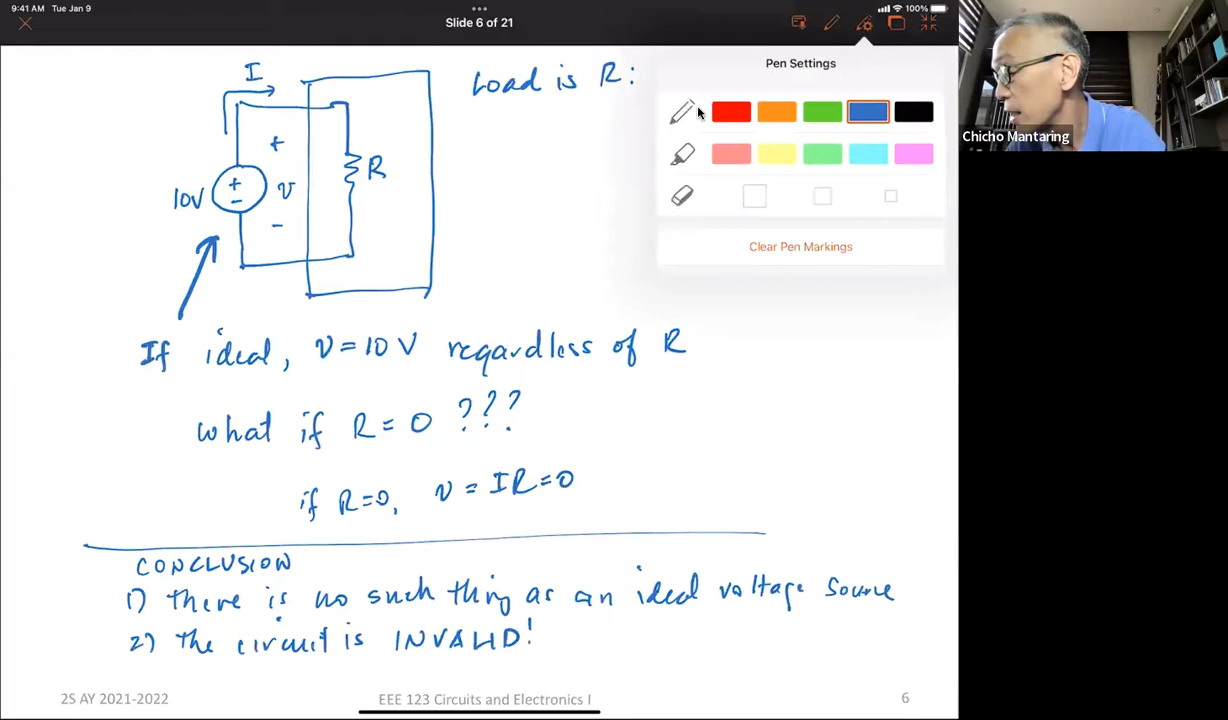 9:41 AM Tue Jan 9
100%
Slide 6 of 21
Pen Settings
Clear Pen Markings
Chicho Mantaring
I
Load is R:
+
10V
+
-
v
R
-
If ideal, v = 10 V regardless of R
What if R = 0 ???
if R=0, v = IR = 0
CONCLUSION
1) there is no such thing as an ideal voltage source
2) the circuit is INVALID!
2S AY 2021-2022
EEE 123 Circuits and Electronics I
6